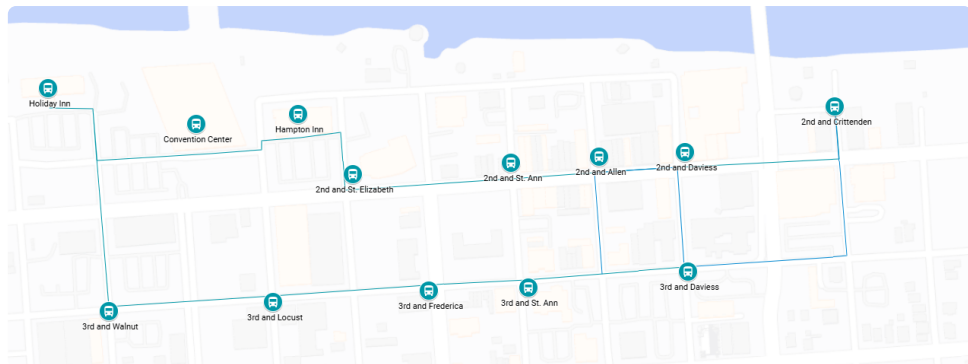 Holiday Inn
Convention Center
Hampton Inn
2nd and Crittenden
2nd and St. Elizabeth
2nd and St. Ann
2nd and Allen
2nd and Daviess
3rd and Walnut
3rd and Locust
3rd and Frederica
3rd and St. Ann
3rd and Daviess